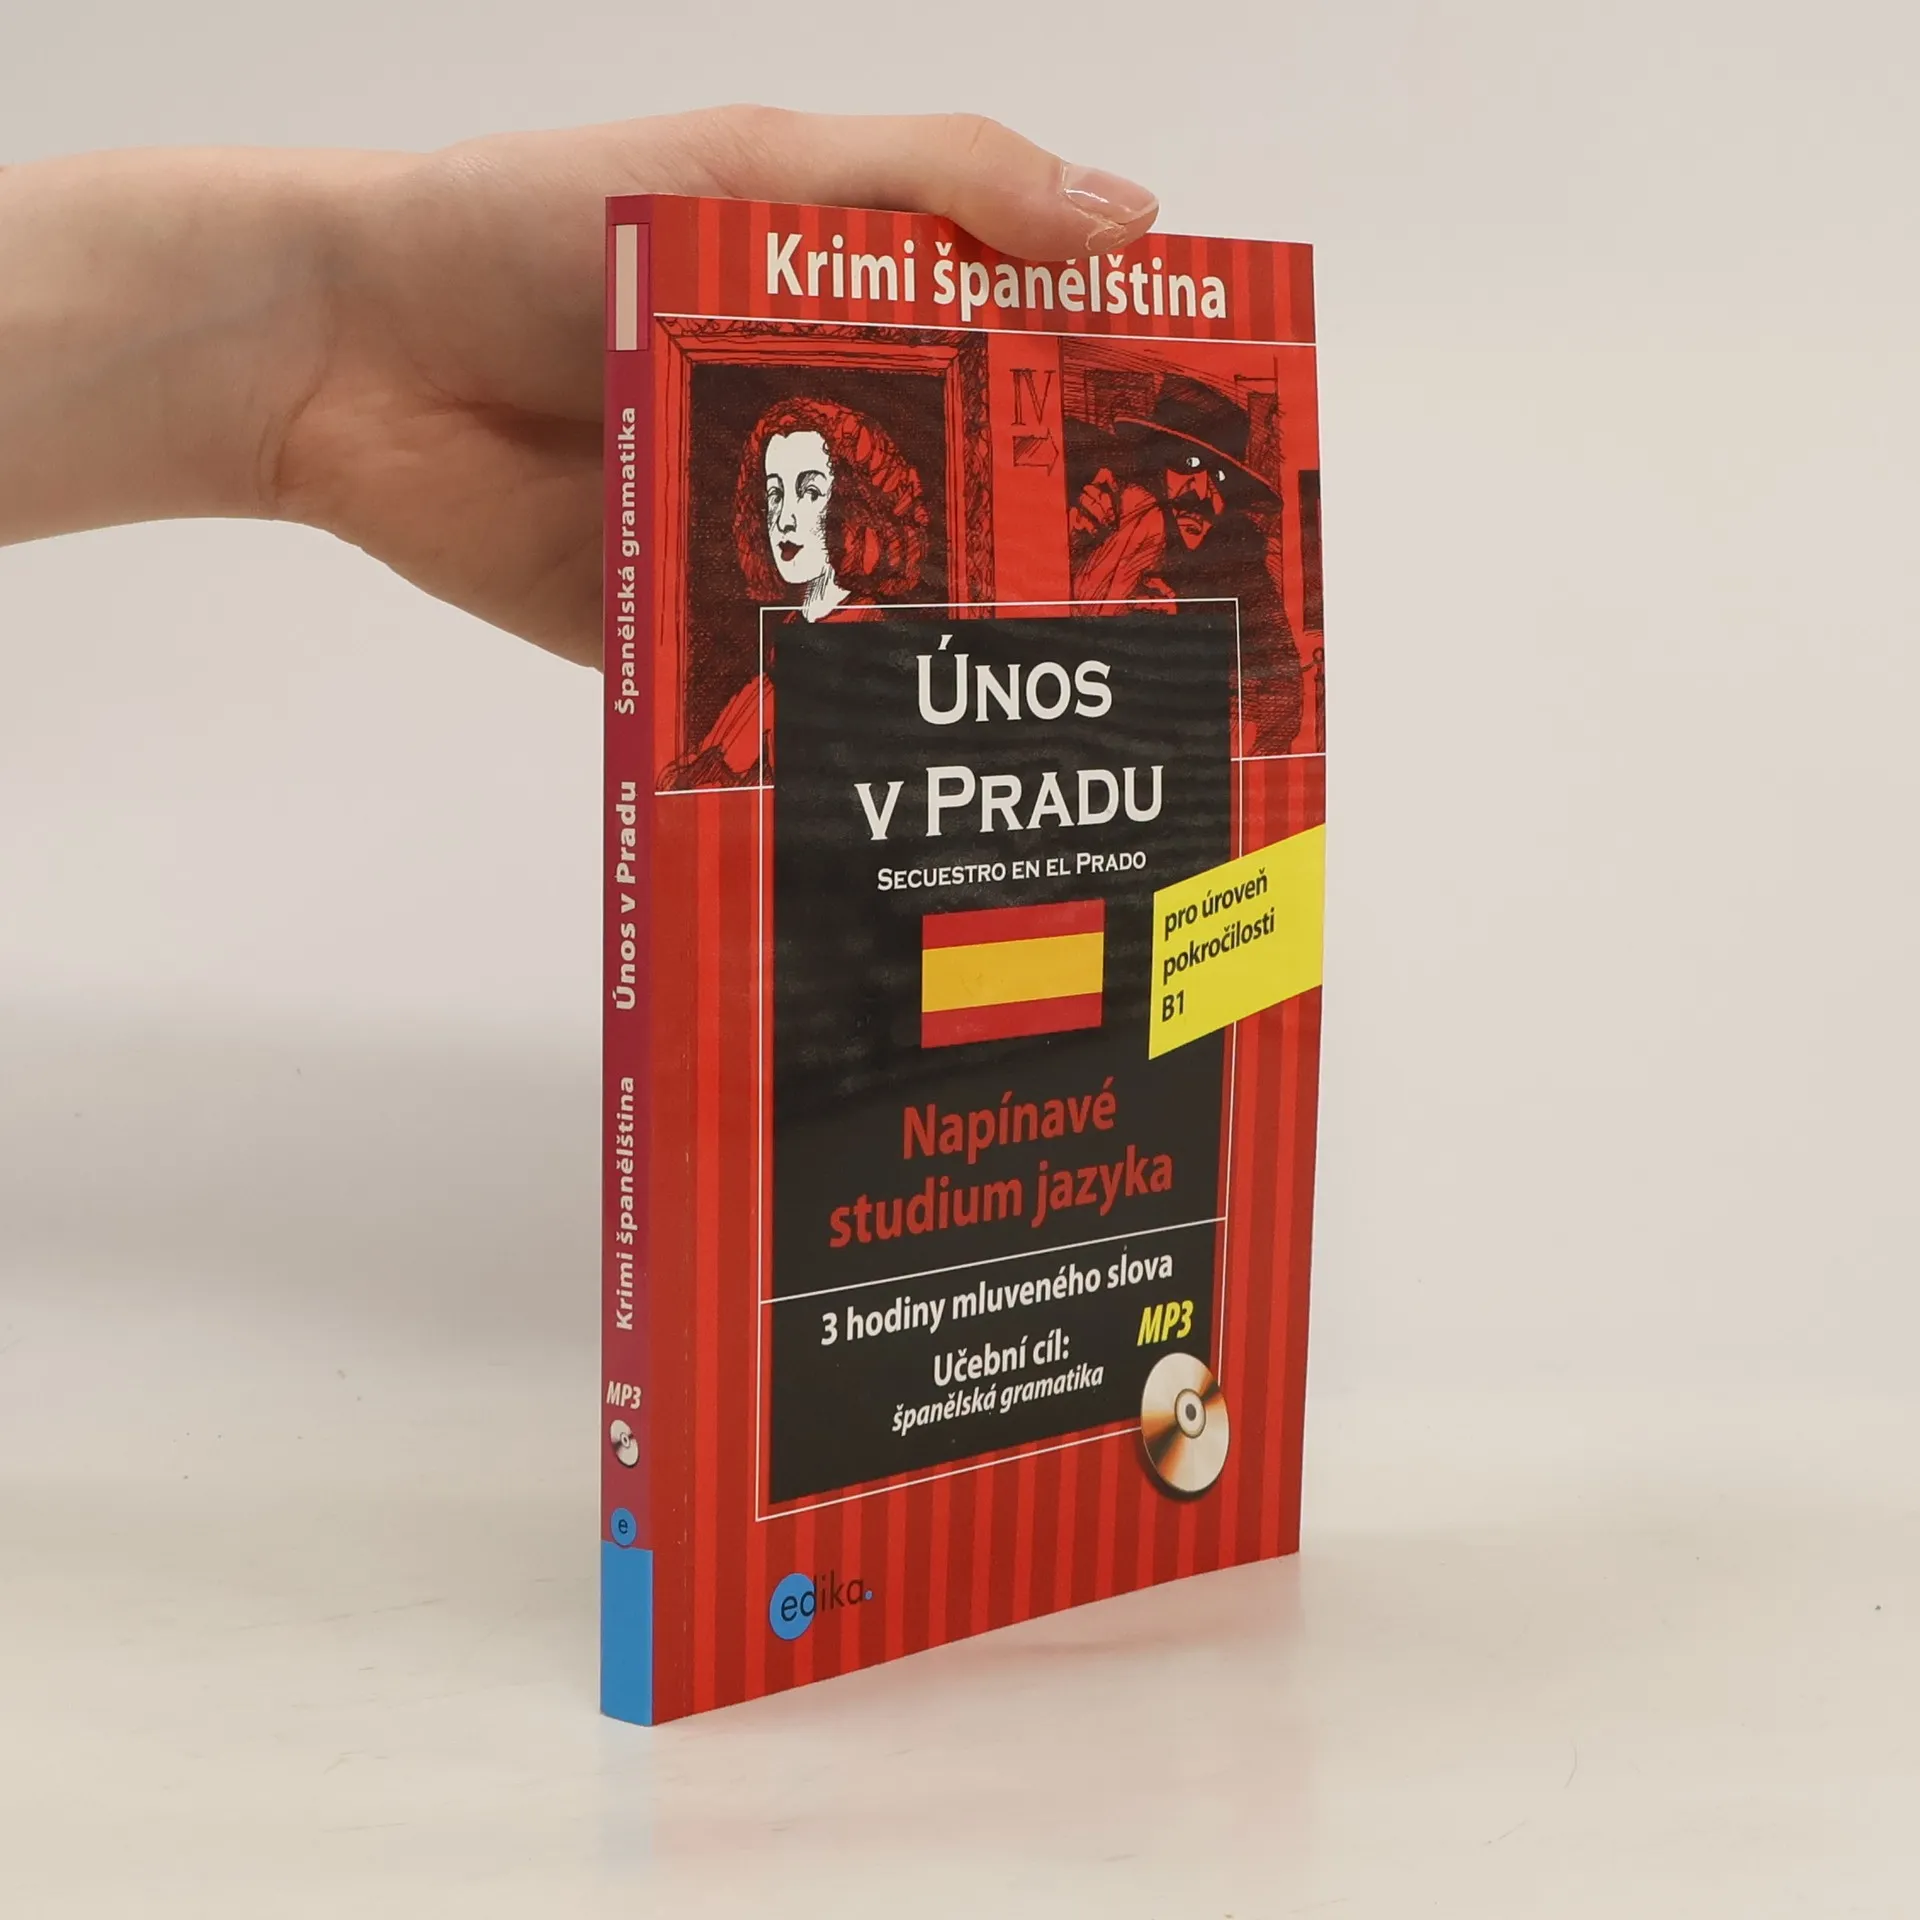 Krimi španělština
IV
ÚNOS
V PRADU
SECUESTRO EN EL PRADO
pro úroveň
pokročilosti
B1
Napínavé
studium jazyka
3 hodiny mluveného slova
MP3
Učební cíl:
španělská gramatika
edika.
Krimi španělština Únos v Pradu Španělská gramatika
MP3
e